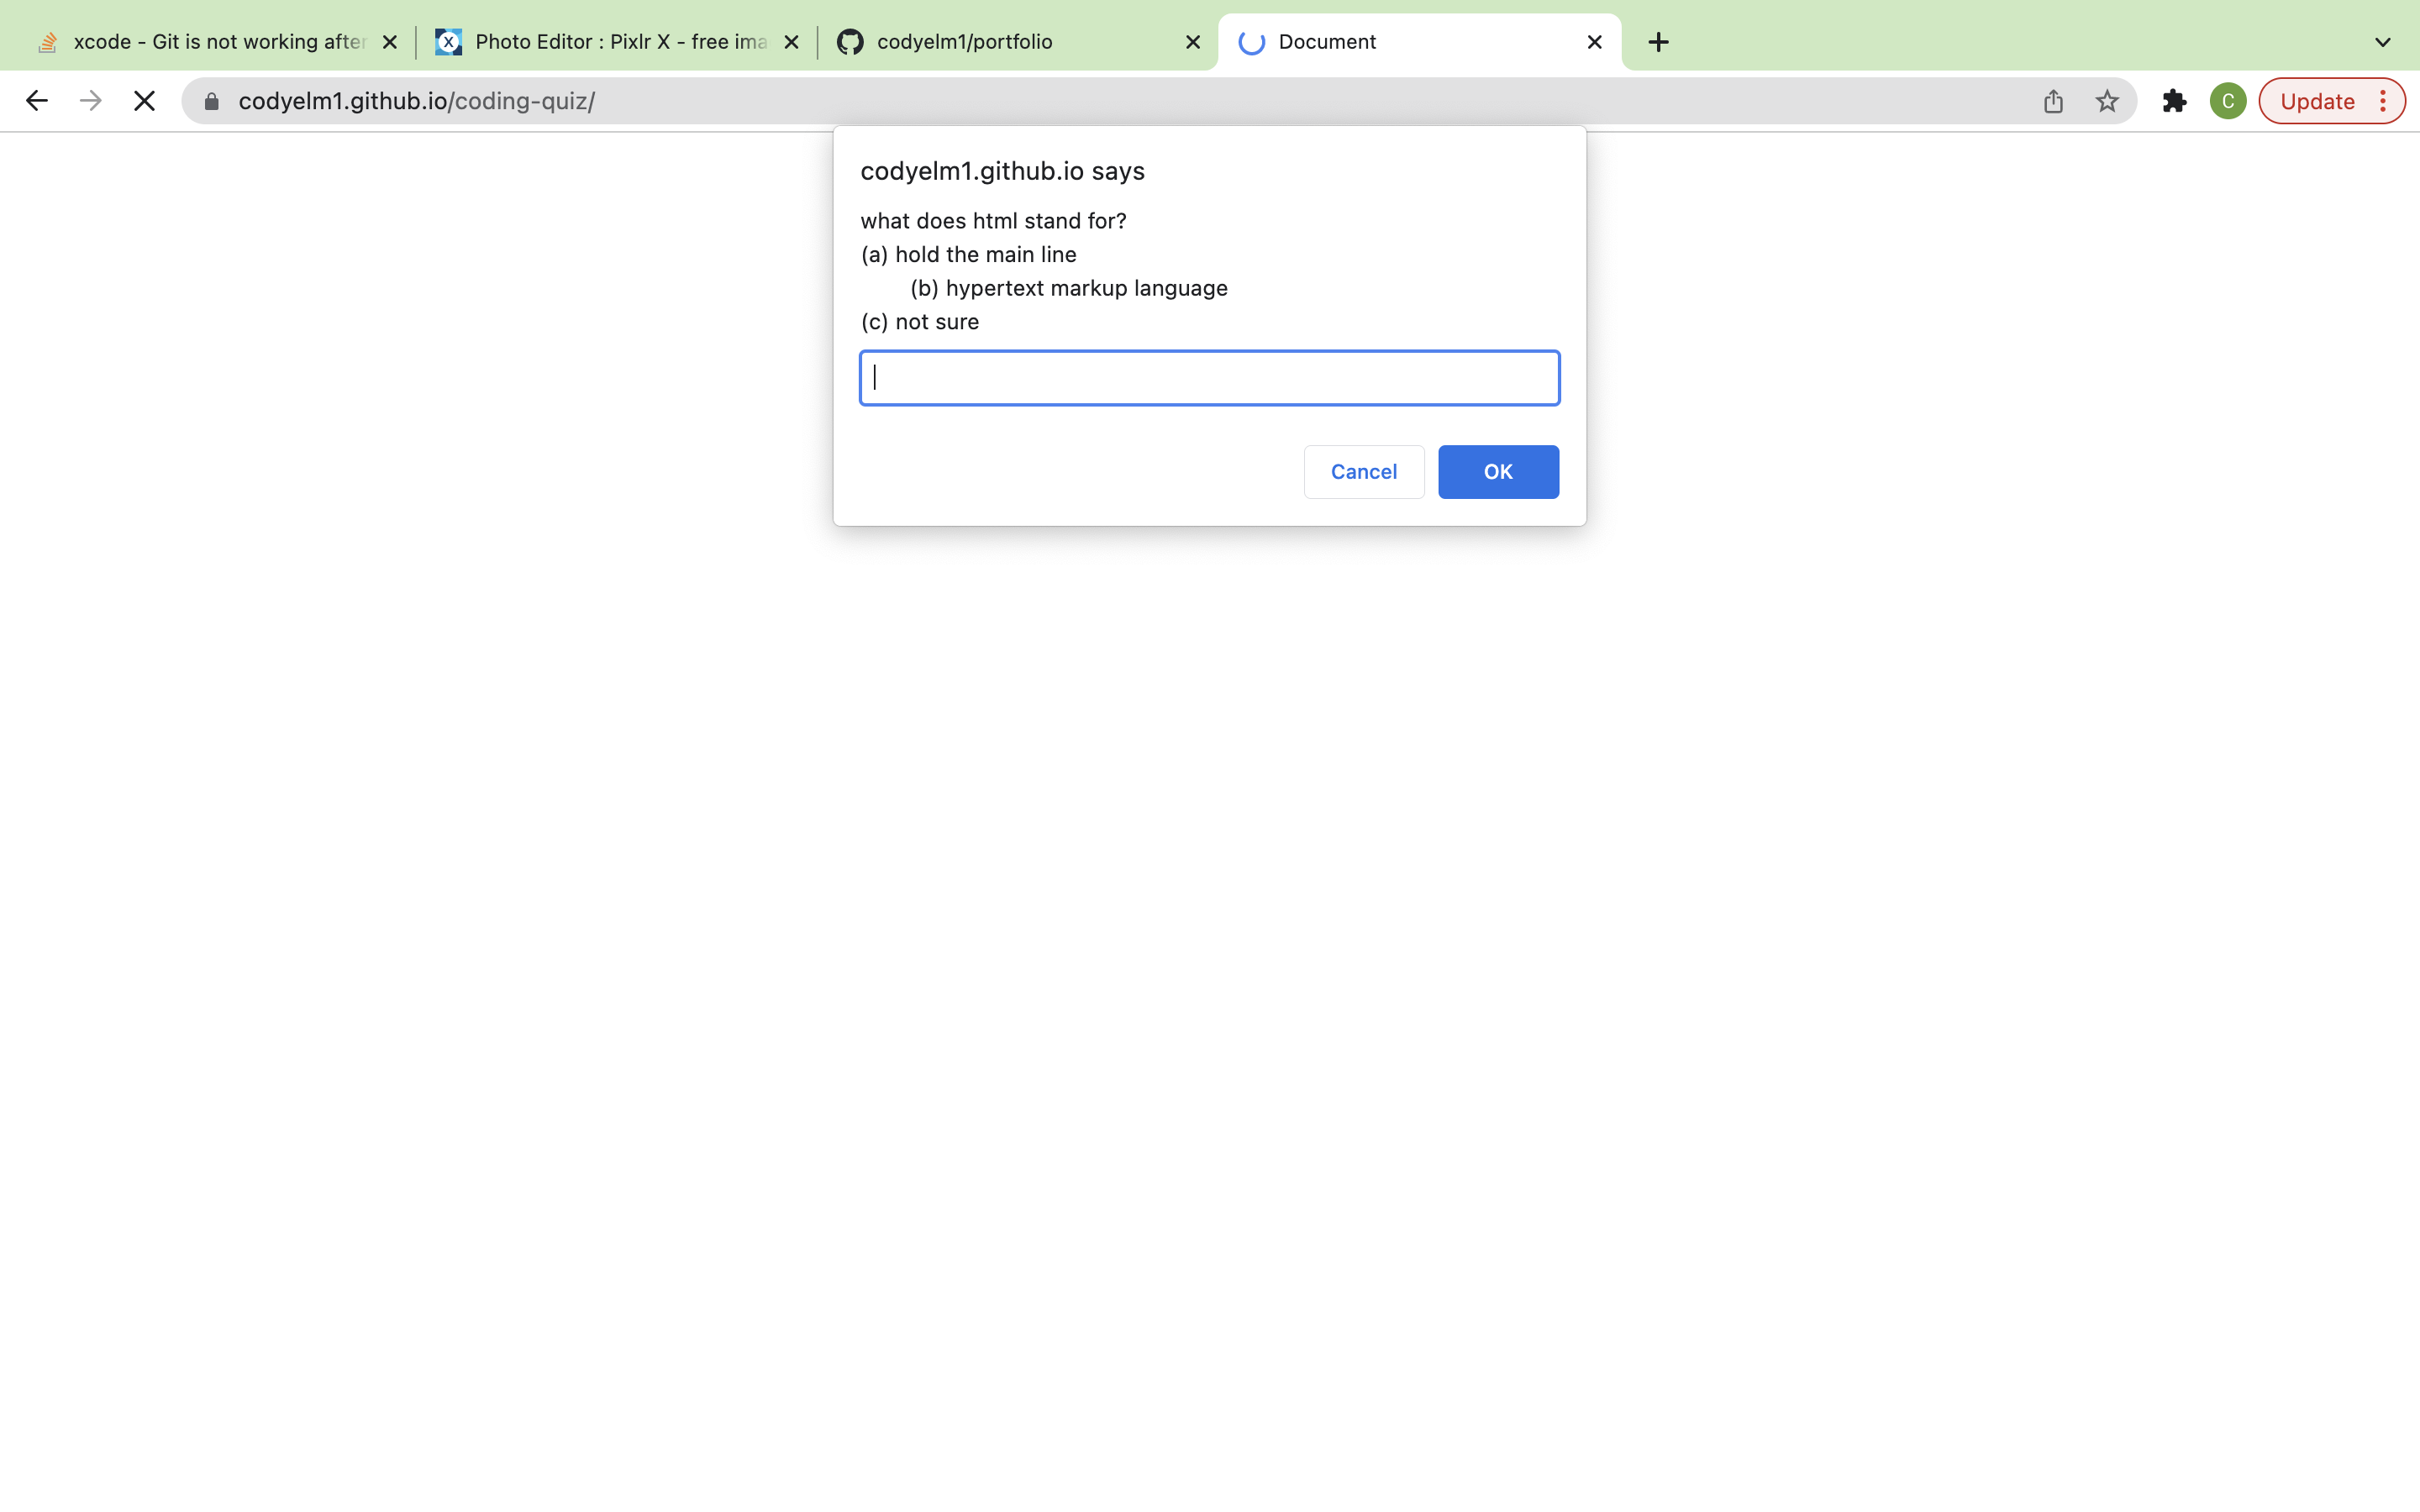 xcode - Git is not working after
Photo Editor : Pixlr X - free ima
codyelm1/portfolio
Document
codyelm1.github.io/coding-quiz/
C
Update
codyelm1.github.io says
what does html stand for?
(a) hold the main line
(b) hypertext markup language
(c) not sure
Cancel
OK